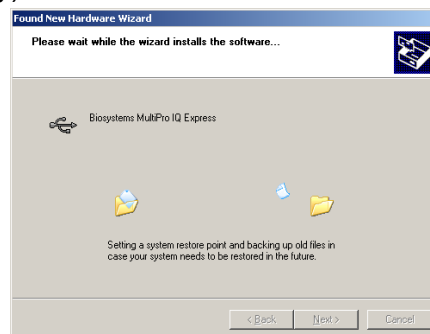 Found New Hardware Wizard
Please wait while the wizard installs the software...
Biosystems MultiPro IQ Express
Setting a system restore point and backing up old files in
case your system needs to be restored in the future.
< Back
Next >
Cancel